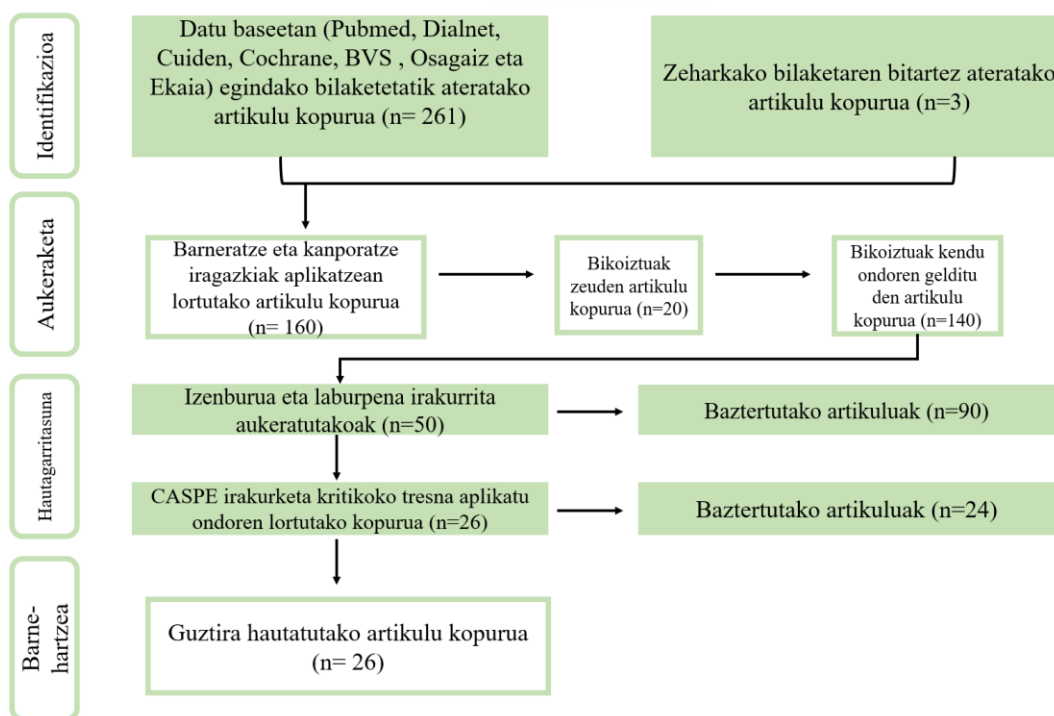 Identifikazioa
Datu baseetan (Pubmed, Dialnet,
Cuiden, Cochrane, BVS , Osagaiz eta
Ekaia) egindako bilaketetatik ateratako
artikulu kopurua (n= 261)
Zeharkako bilaketaren bitartez ateratako
artikulu kopurua (n=3)
Aukeraketa
Barneratze eta kanporatze
iragazkiak aplikatzean
lortutako artikulu kopurua
(n= 160)
Bikoiztuak
zeuden artikulu
kopurua (n=20)
Bikoiztuak kendu
ondoren gelditu
den artikulu
kopurua (n=140)
Hautagarritasuna
Izenburua eta laburpena irakurrita
aukeratutakoak (n=50)
Baztertutako artikuluak (n=90)
CASPE irakurketa kritikoko tresna aplikatu
ondoren lortutako kopurua (n=26)
Baztertutako artikuluak (n=24)
Barne-
hartzea
Guztira hautatutako artikulu kopurua
(n= 26)